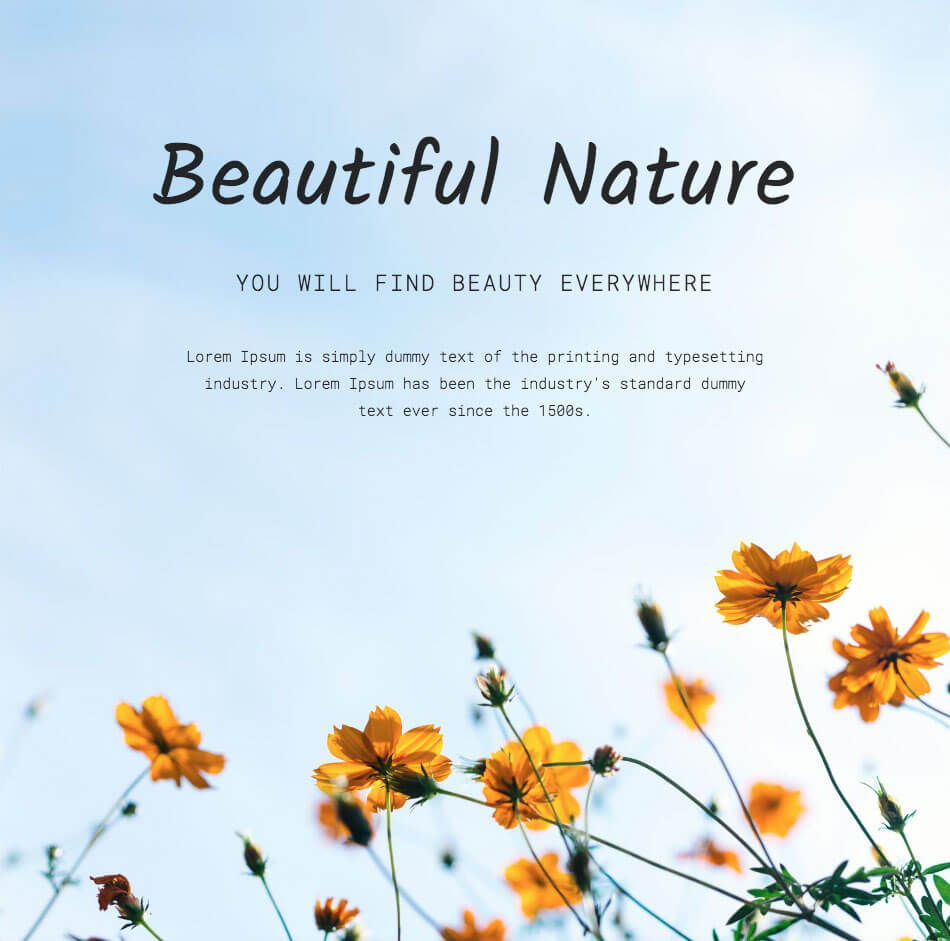 Beautiful Nature
YOU WILL FIND BEAUTY EVERYWHERE
Lorem Ipsum is simply dummy text of the printing and typesetting
industry. Lorem Ipsum has been the industry's standard dummy
text ever since the 1500s.